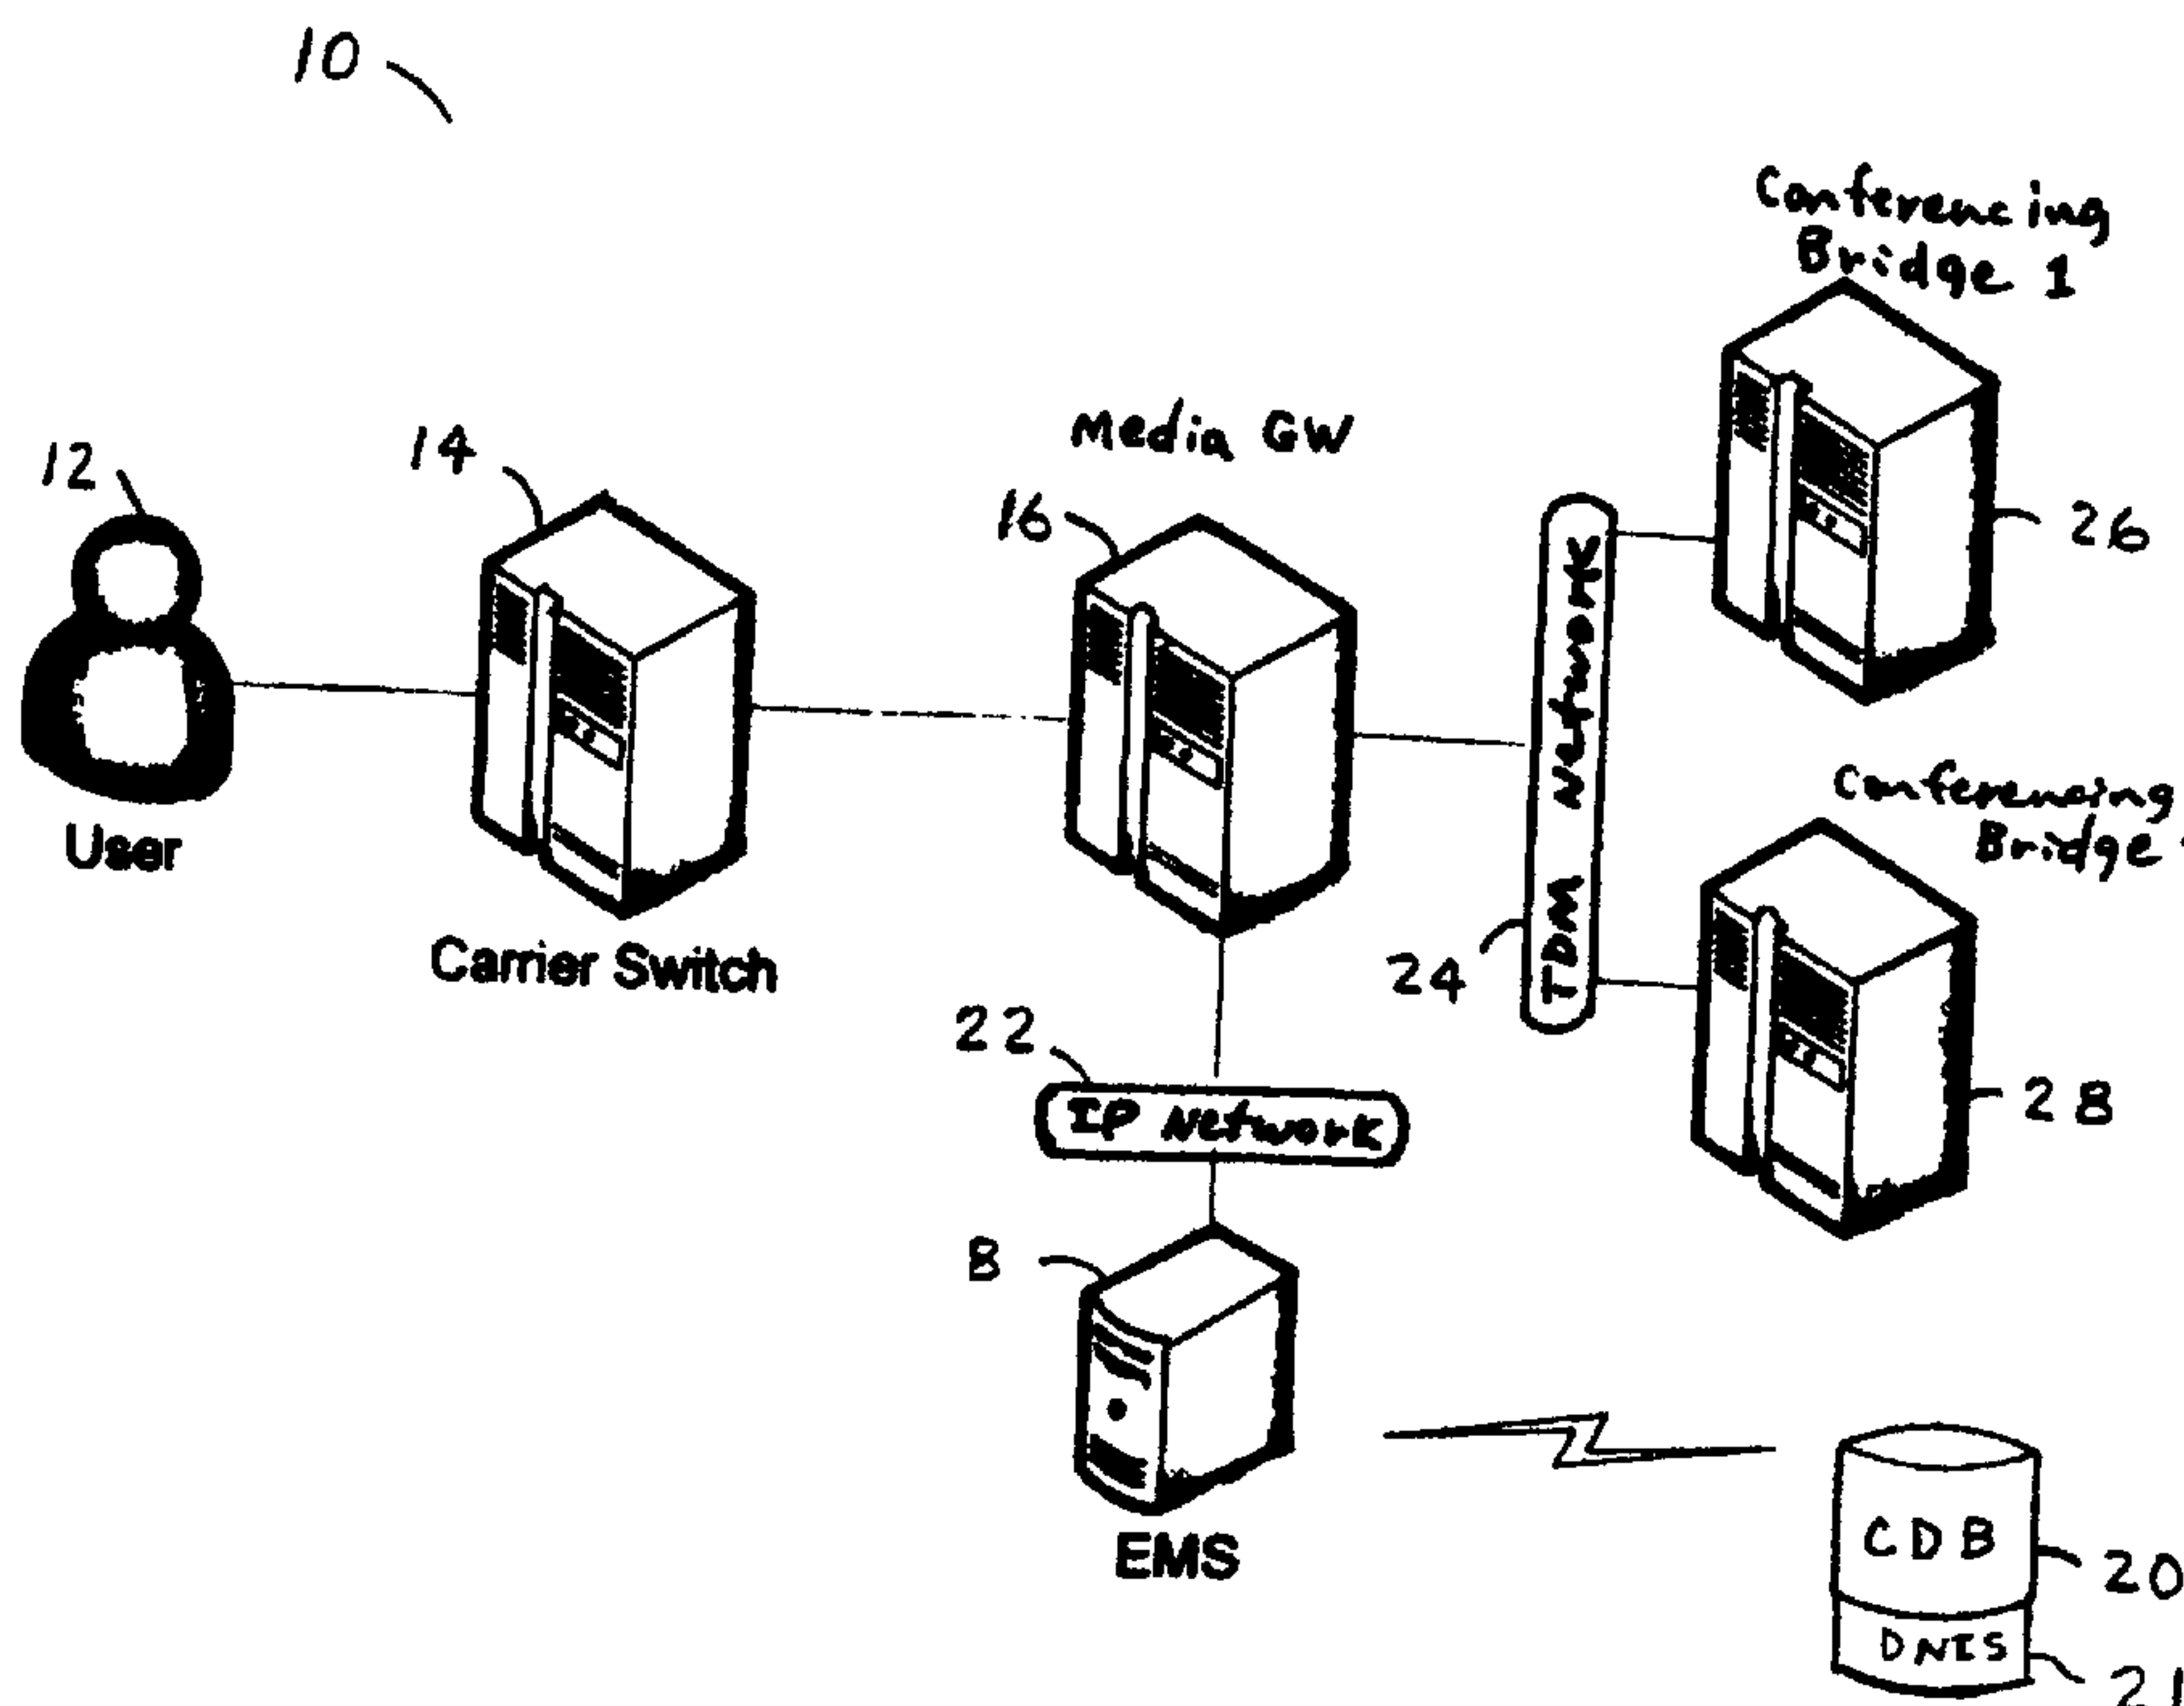 10
Conferencing
Bridge 1
12
14
Media GW
16
26
TDM Network
User
Conferencing
Bridge
Carrier Switch
24
22
IP Network
28
8
EMS
CDB
20
DNIS
21